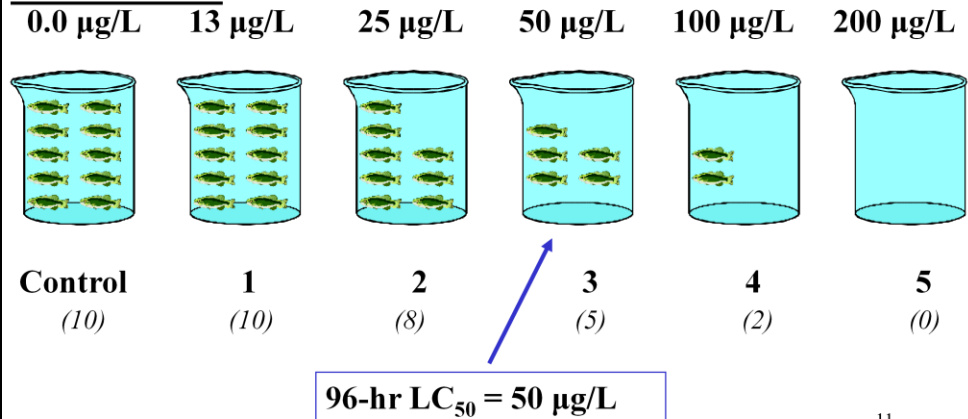 0.0 µg/L 13 µg/L 25 µg/L 50 µg/L 100 µg/L 200 µg/L
Control 1 2 3 4 5
(10) (10) (8) (5) (2) (0)
96-hr LC₅₀ = 50 µg/L
11